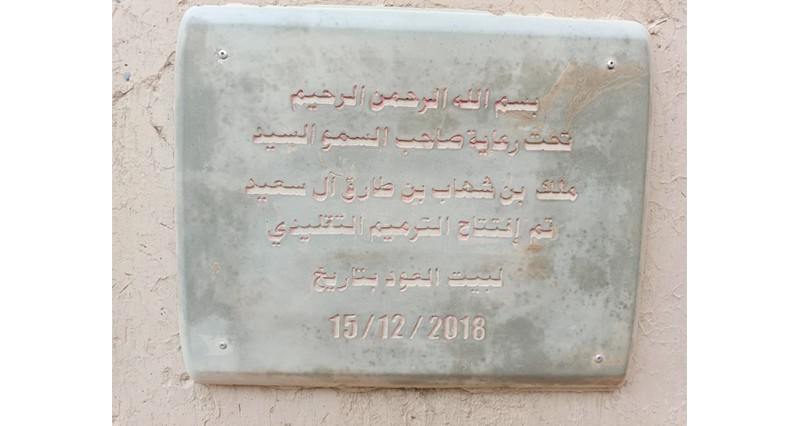 بسم الله الرحمن الرحيم
تحت رعاية صاحب السمو السيد
ملك بن شهاب بن طارق آل سعيد
تم إفتتاح الترميم التقليدي
لبيت العود بتاريخ
15/12/2018